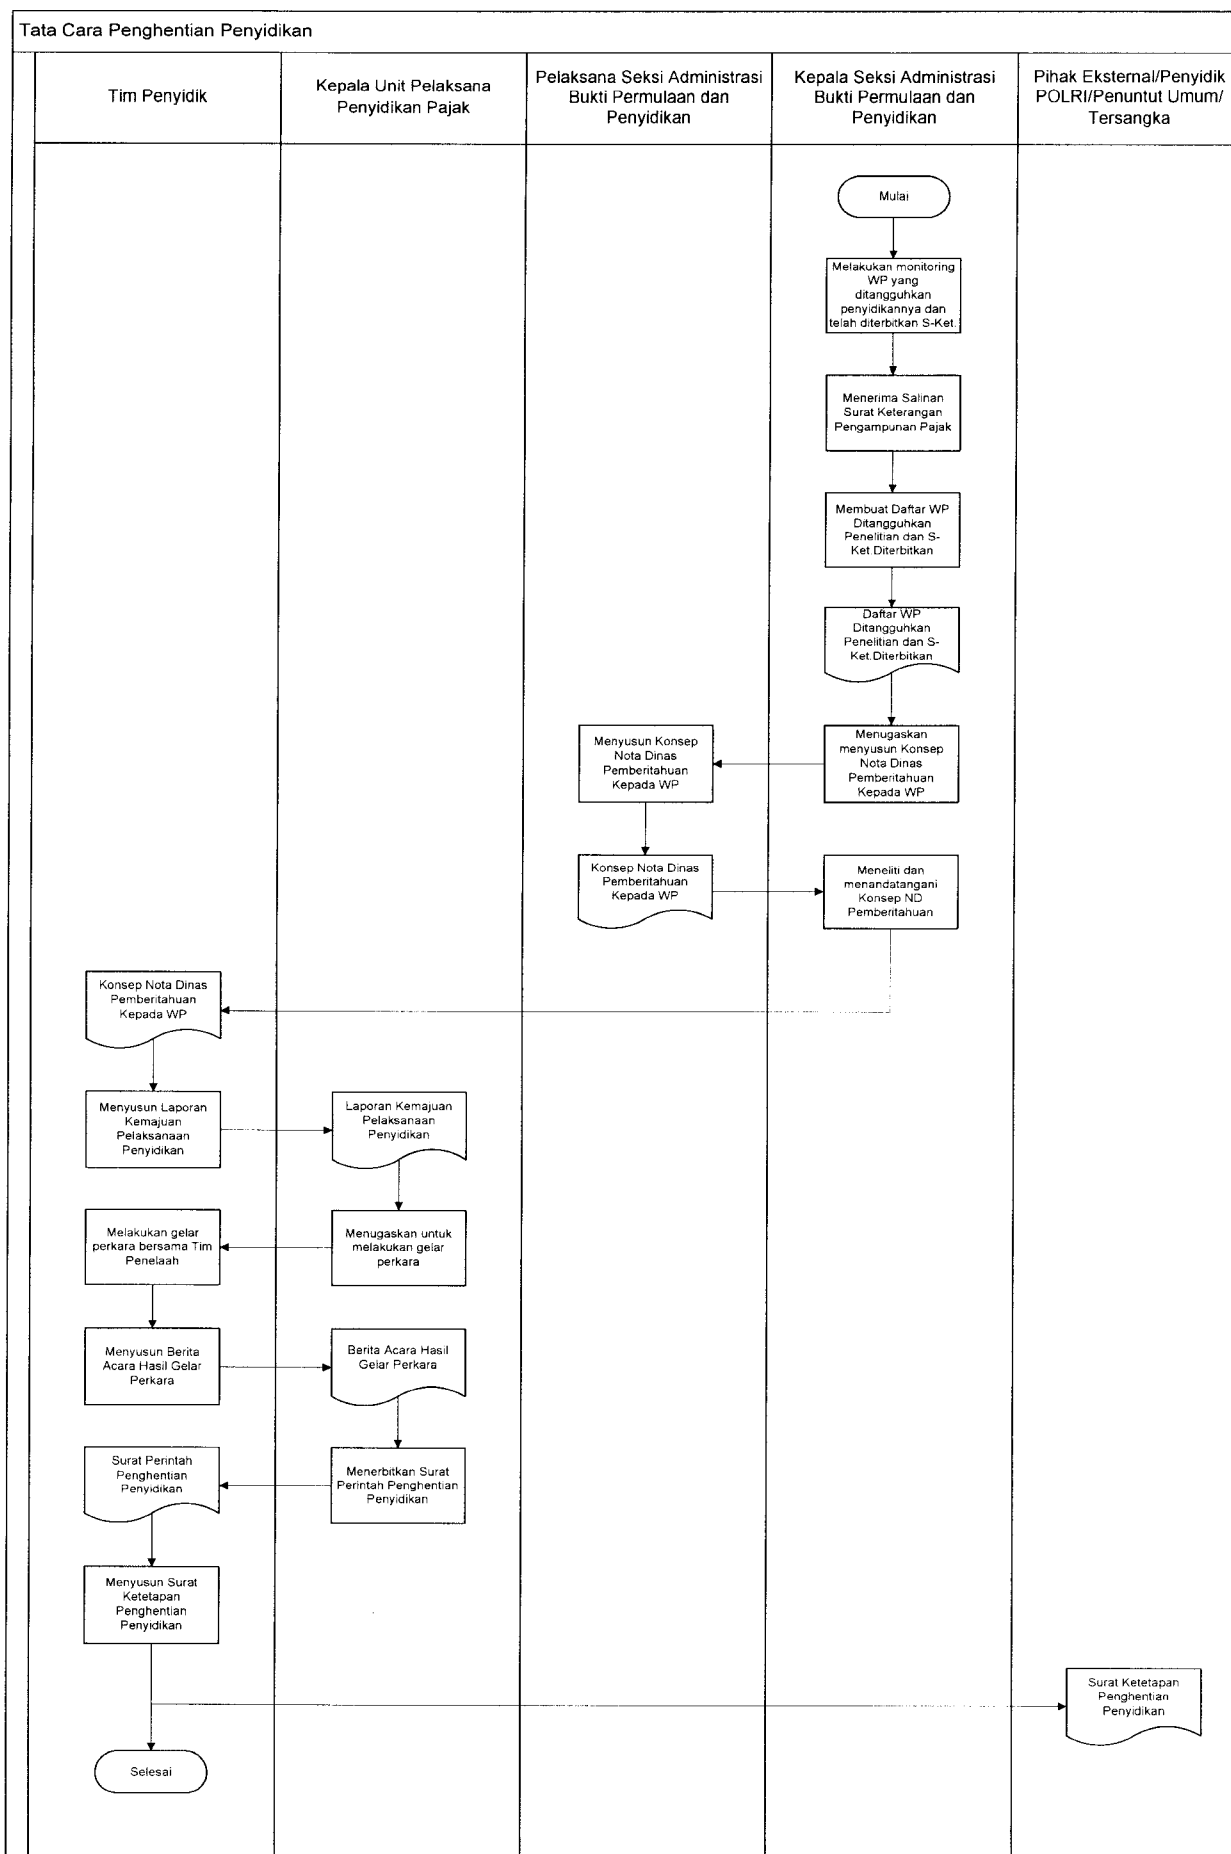 Tata Cara Penghentian Penyidikan
Tim Penyidik
Kepala Unit Pelaksana
Penyidikan Pajak
Pelaksana Seksi Administrasi
Bukti Permulaan dan
Penyidikan
Kepala Seksi Administrasi
Bukti Permulaan dan
Penyidikan
Pihak Eksternal/Penyidik
POLRI/Penuntut Umum/
Tersangka
Mulai
Melakukan monitoring
WP yang
ditangguhkan
penyidikannya dan
telah diterbitkan S-Ket.
Menerima Salinan
Surat Keterangan
Pengampunan Pajak
Membuat Daftar WP
Ditangguhkan
Penelitian dan S-
Ket.Diterbitkan
Daftar WP
Ditangguhkan
Penelitian dan S-
Ket.Diterbitkan
Menyusun Konsep
Nota Dinas
Pemberitahuan
Kepada WP
Menugaskan
menyusun Konsep
Nota Dinas
Pemberitahuan
Kepada WP
Konsep Nota Dinas
Pemberitahuan
Kepada WP
Meneliti dan
menandatangani
Konsep ND
Pemberitahuan
Konsep Nota Dinas
Pemberitahuan
Kepada WP
Menyusun Laporan
Kemajuan
Pelaksanaan
Penyidikan
Laporan Kemajuan
Pelaksanaan
Penyidikan
Melakukan gelar
perkara bersama Tim
Penelaah
Menugaskan untuk
melakukan gelar
perkara
Menyusun Berita
Acara Hasil Gelar
Perkara
Berita Acara Hasil
Gelar Perkara
Surat Perintah
Penghentian
Penyidikan
Menerbitkan Surat
Perintah Penghentian
Penyidikan
Menyusun Surat
Ketetapan
Penghentian
Penyidikan
Surat Ketetapan
Penghentian
Penyidikan
Selesai